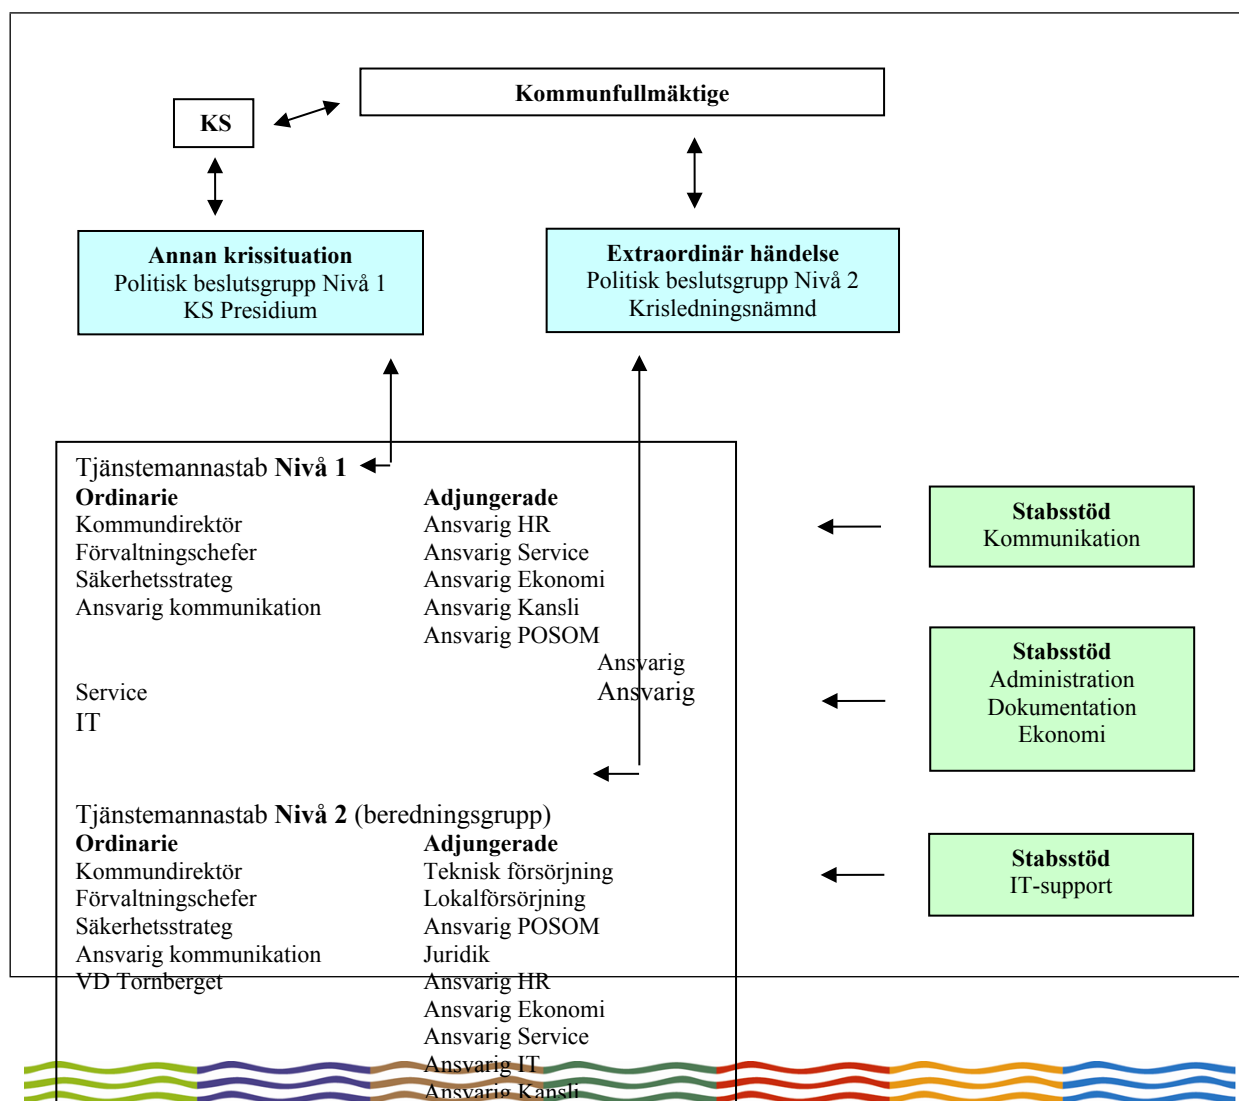 Kommunfullmäktige
KS
Annan krissituation
Politisk beslutsgrupp Nivå 1
KS Presidium
Extraordinär händelse
Politisk beslutsgrupp Nivå 2
Krisledningsnämnd
Tjänstemannastab Nivå 1
Ordinarie Adjungerade
Kommundirektör Ansvarig HR
Förvaltningschefer Ansvarig Service
Säkerhetsstrateg Ansvarig Ekonomi
Ansvarig kommunikation Ansvarig Kansli
Ansvarig POSOM
Ansvarig
Service Ansvarig
IT
Stabsstöd
Kommunikation
Stabsstöd
Administration
Dokumentation
Ekonomi
Tjänstemannastab Nivå 2 (beredningsgrupp)
Ordinarie Adjungerade
Kommundirektör Teknisk försörjning
Förvaltningschefer Lokalförsörjning
Säkerhetsstrateg Ansvarig POSOM
Ansvarig kommunikation Juridik
VD Tornberget Ansvarig HR
Ansvarig Ekonomi
Ansvarig Service
Ansvarig IT
Ansvarig Kansli
Stabsstöd
IT-support